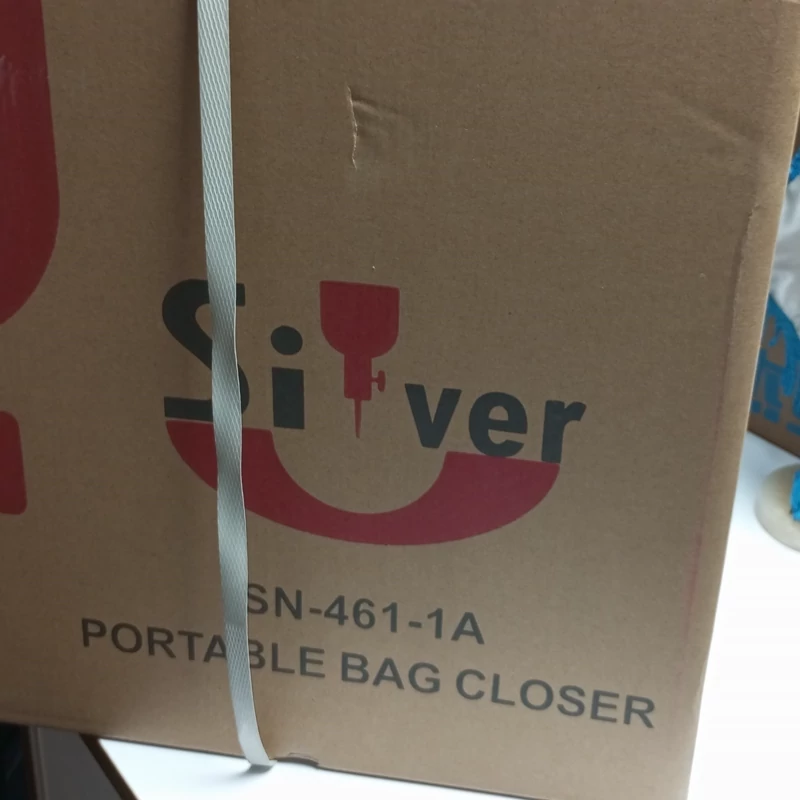 Silver
SN-461-1A
PORTABLE BAG CLOSER